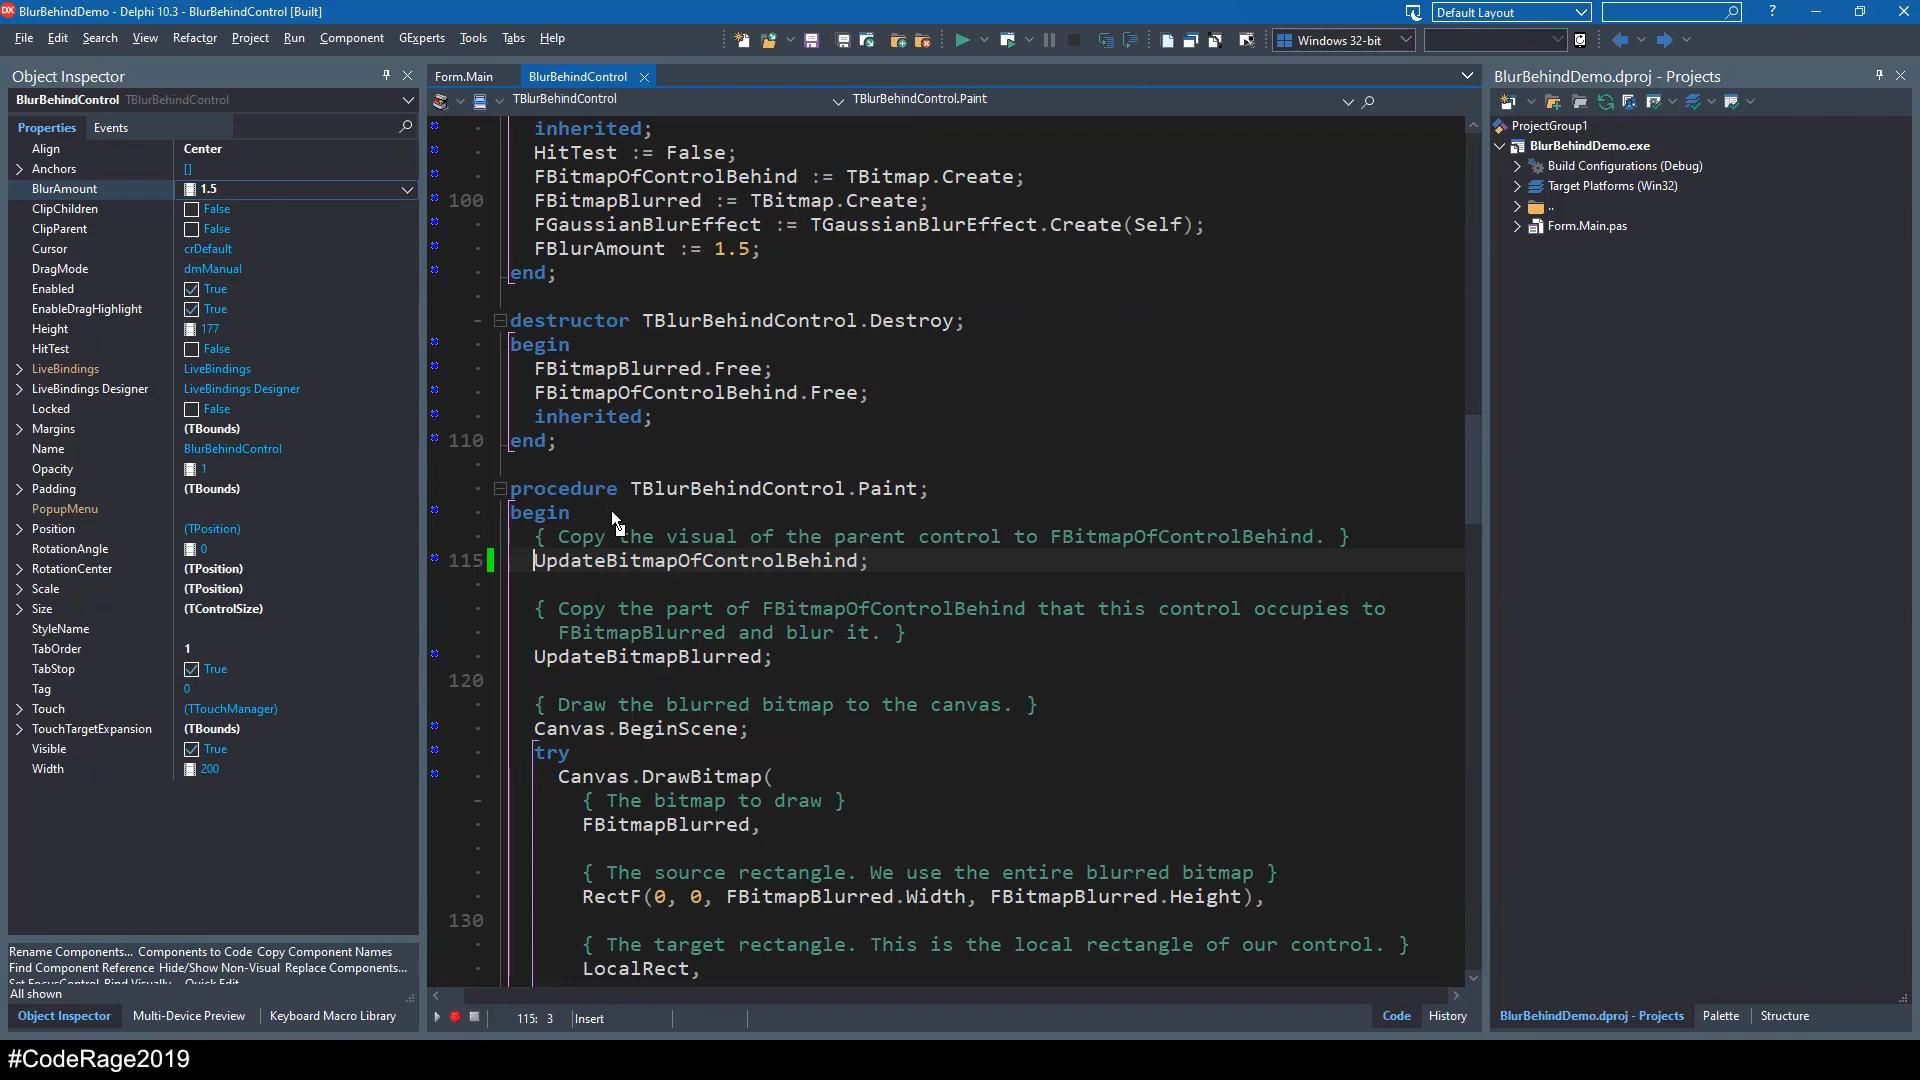 BlurBehindDemo - Delphi 10.3 - BlurBehindControl [Built]
Default Layout
?
File Edit Search View Refactor Project Run Component GExperts Tools Tabs Help
Windows 32-bit
Object Inspector
BlurBehindControl TBlurBehindControl
Properties Events
Align Center
Anchors []
BlurAmount 1.5
ClipChildren False
ClipParent False
Cursor crDefault
DragMode dmManual
Enabled True
EnableDragHighlight True
Height 177
HitTest False
LiveBindings LiveBindings
LiveBindings Designer LiveBindings Designer
Locked False
Margins (TBounds)
Name BlurBehindControl
Opacity 1
Padding (TBounds)
PopupMenu
Position (TPosition)
RotationAngle 0
RotationCenter (TPosition)
Scale (TPosition)
Size (TControlSize)
StyleName
TabOrder 1
TabStop True
Tag 0
Touch (TTouchManager)
TouchTargetExpansion (TBounds)
Visible True
Width 200
Rename Components... Components to Code Copy Component Names
Find Component Reference Hide/Show Non-Visual Replace Components...
All shown
Object Inspector Multi-Device Preview Keyboard Macro Library
Form.Main BlurBehindControl
TBlurBehindControl TBlurBehindControl.Paint
inherited;
HitTest := False;
FBitmapOfControlBehind := TBitmap.Create;
100 FBitmapBlurred := TBitmap.Create;
FGaussianBlurEffect := TGaussianBlurEffect.Create(Self);
FBlurAmount := 1.5;
end;
destructor TBlurBehindControl.Destroy;
begin
FBitmapBlurred.Free;
FBitmapOfControlBehind.Free;
inherited;
110 end;
procedure TBlurBehindControl.Paint;
begin
{ Copy the visual of the parent control to FBitmapOfControlBehind. }
115 UpdateBitmapOfControlBehind;
{ Copy the part of FBitmapOfControlBehind that this control occupies to
FBitmapBlurred and blur it. }
UpdateBitmapBlurred;
120
{ Draw the blurred bitmap to the canvas. }
Canvas.BeginScene;
try
Canvas.DrawBitmap(
{ The bitmap to draw }
FBitmapBlurred,
{ The source rectangle. We use the entire blurred bitmap }
RectF(0, 0, FBitmapBlurred.Width, FBitmapBlurred.Height),
130
{ The target rectangle. This is the local rectangle of our control. }
LocalRect,
115: 3 Insert
Code History
BlurBehindDemo.dproj - Projects
ProjectGroup1
BlurBehindDemo.exe
Build Configurations (Debug)
Target Platforms (Win32)
..
Form.Main.pas
BlurBehindDemo.dproj - Projects Palette Structure
#CodeRage2019